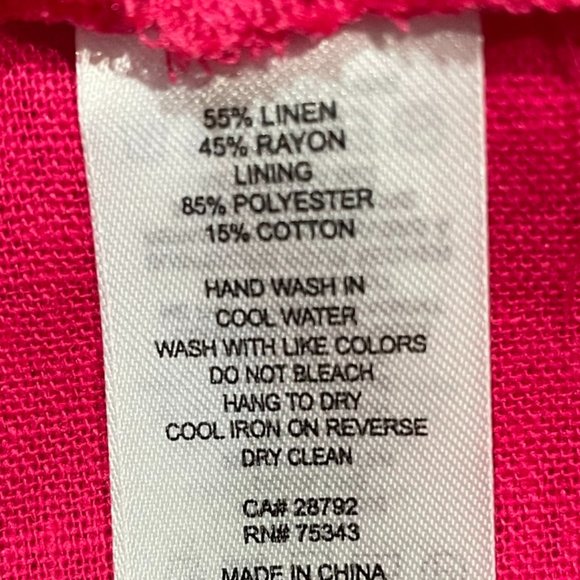 55% LINEN
45% RAYON
LINING
85% POLYESTER
15% COTTON
HAND WASH IN
COOL WATER
WASH WITH LIKE COLORS
DO NOT BLEACH
HANG TO DRY
COOL IRON ON REVERSE
DRY CLEAN
CA# 28792
RN# 75343
MADE IN CHINA